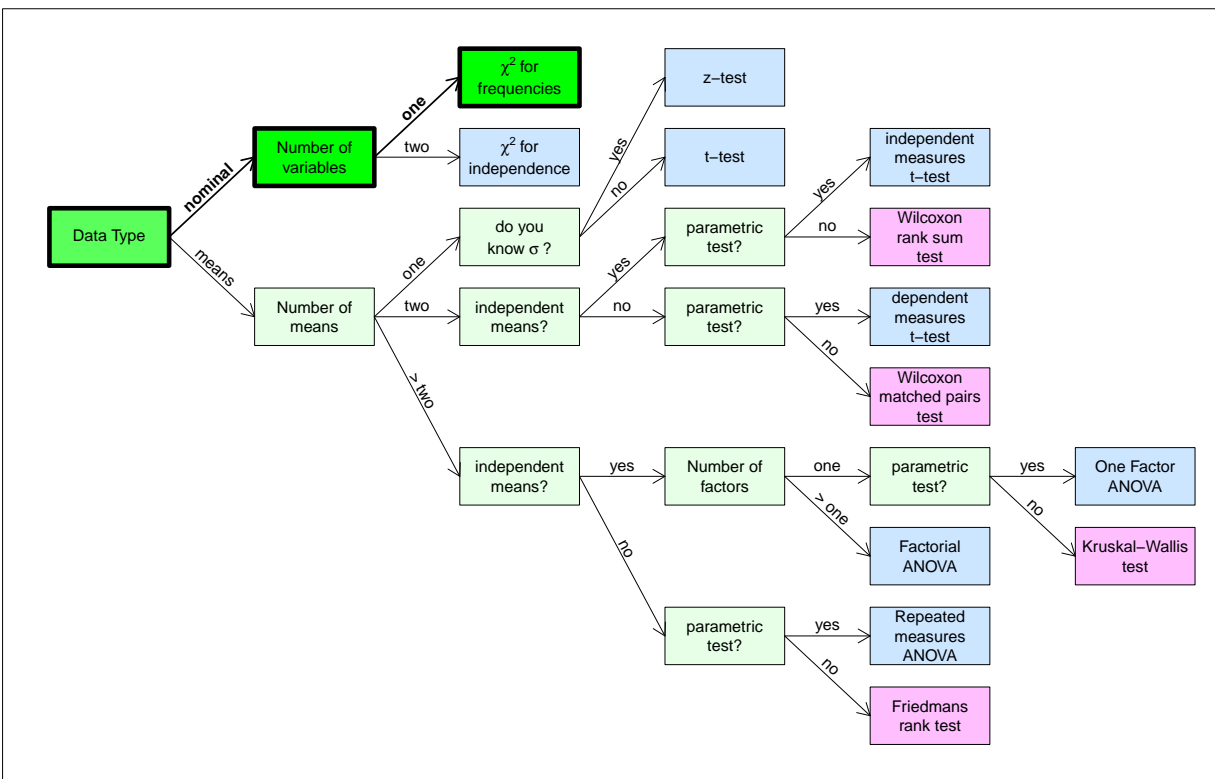 χ² for
frequencies
z−test
one
Number of
variables
two
χ² for
independence
yes
t−test
independent
measures
t−test
nominal
no
yes
Data Type
do you
know σ ?
parametric
test?
no
Wilcoxon
rank sum
test
means
one
yes
Number of
means
two
independent
means?
no
parametric
test?
yes
dependent
measures
t−test
no
> two
Wilcoxon
matched pairs
test
independent
means?
yes
Number of
factors
one
parametric
test?
yes
One Factor
ANOVA
> one
no
no
Factorial
ANOVA
Kruskal−Wallis
test
parametric
test?
yes
Repeated
measures
ANOVA
no
Friedmans
rank test